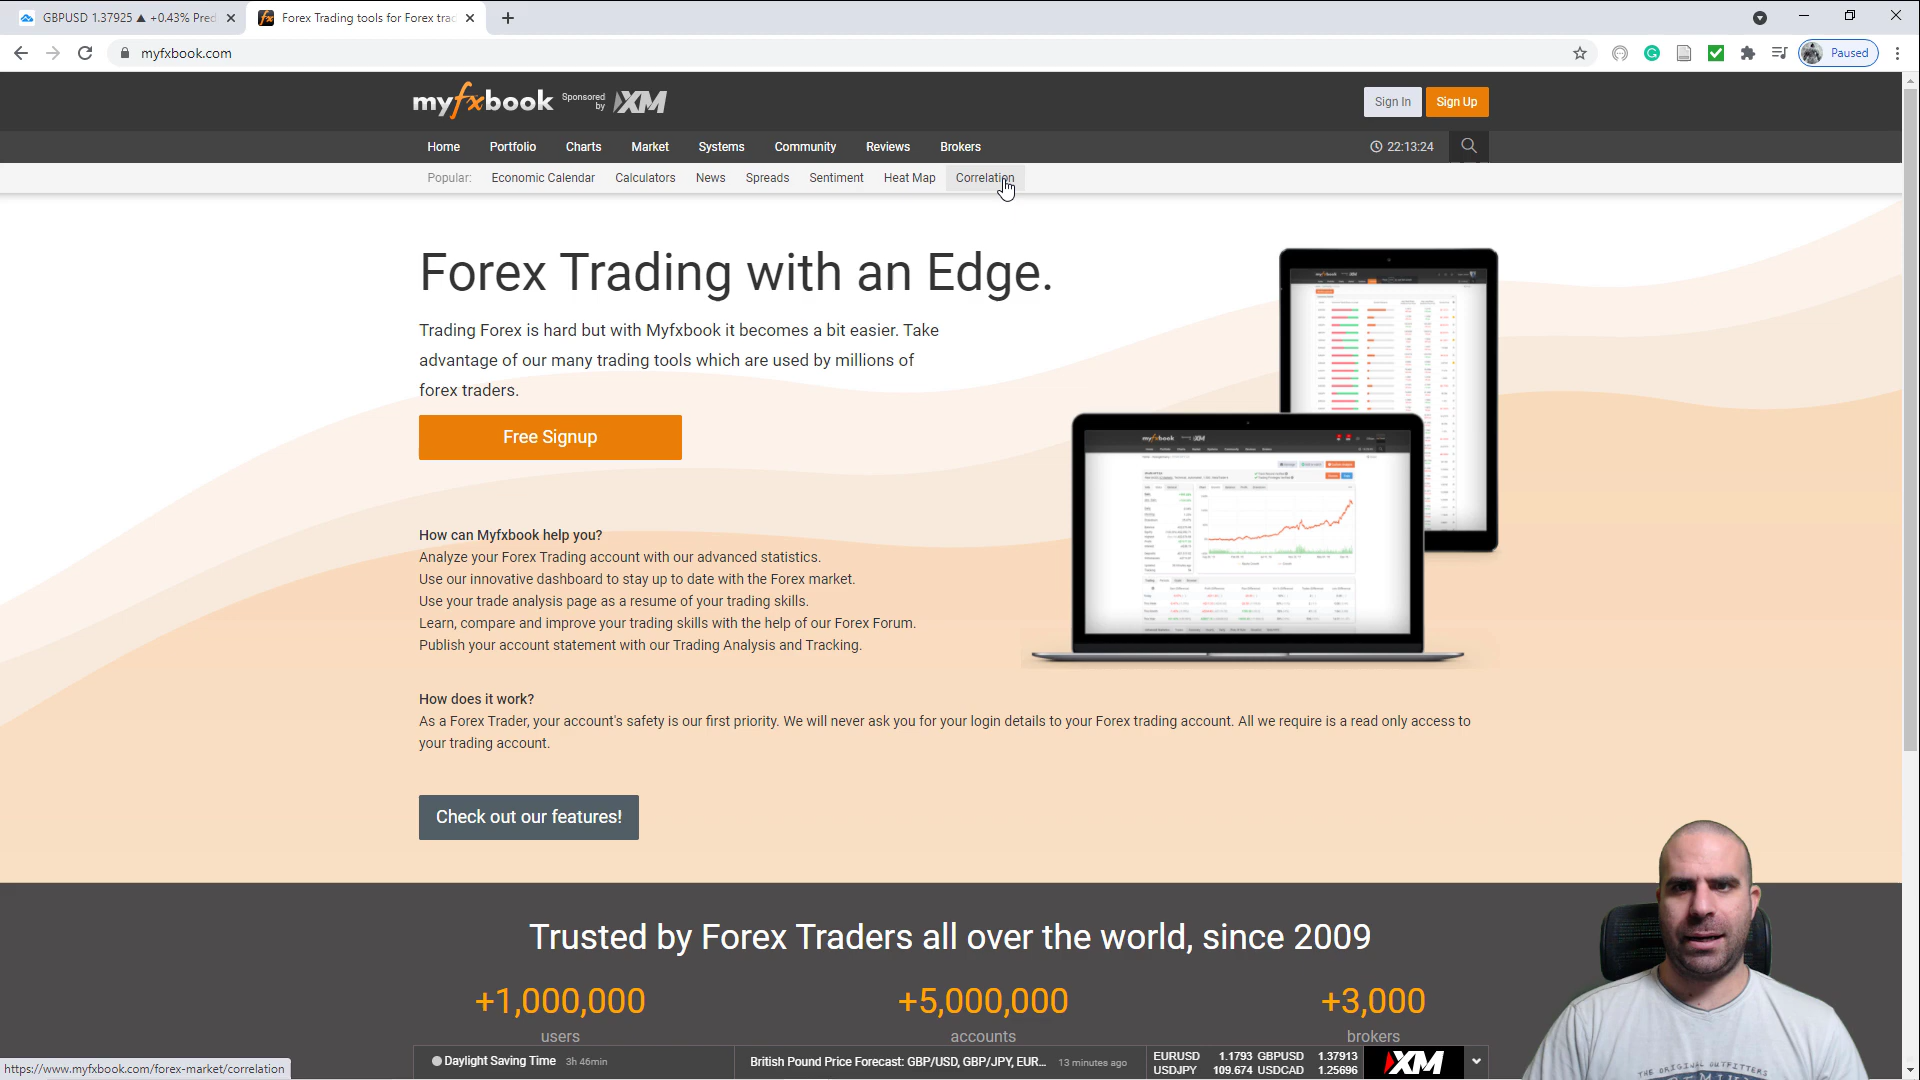 GBPUSD 1.37925 ▲ +0.43% Pred
Forex Trading tools for Forex trad
myfxbook.com
Paused
myfxbook Sponsored by XM
Sign In
Sign Up
Home Portfolio Charts Market Systems Community Reviews Brokers
22:13:24
Popular: Economic Calendar Calculators News Spreads Sentiment Heat Map Correlation
Forex Trading with an Edge.
Trading Forex is hard but with Myfxbook it becomes a bit easier. Take
advantage of our many trading tools which are used by millions of
forex traders.
Free Signup
How can Myfxbook help you?
Analyze your Forex Trading account with our advanced statistics.
Use our innovative dashboard to stay up to date with the Forex market.
Use your trade analysis page as a resume of your trading skills.
Learn, compare and improve your trading skills with the help of our Forex Forum.
Publish your account statement with our Trading Analysis and Tracking.
How does it work?
As a Forex Trader, your account's safety is our first priority. We will never ask you for your login details to your Forex trading account. All we require is a read only access to
your trading account.
Check out our features!
Trusted by Forex Traders all over the world, since 2009
+1,000,000 +5,000,000 +3,000
users accounts brokers
Daylight Saving Time 3h 46min
British Pound Price Forecast: GBP/USD, GBP/JPY, EUR... 13 minutes ago
EURUSD 1.1793 GBPUSD 1.37913
USDJPY 109.674 USDCAD 1.25696
XM
https://www.myfxbook.com/forex-market/correlation
THE ORIGINAL OUTFITTERS